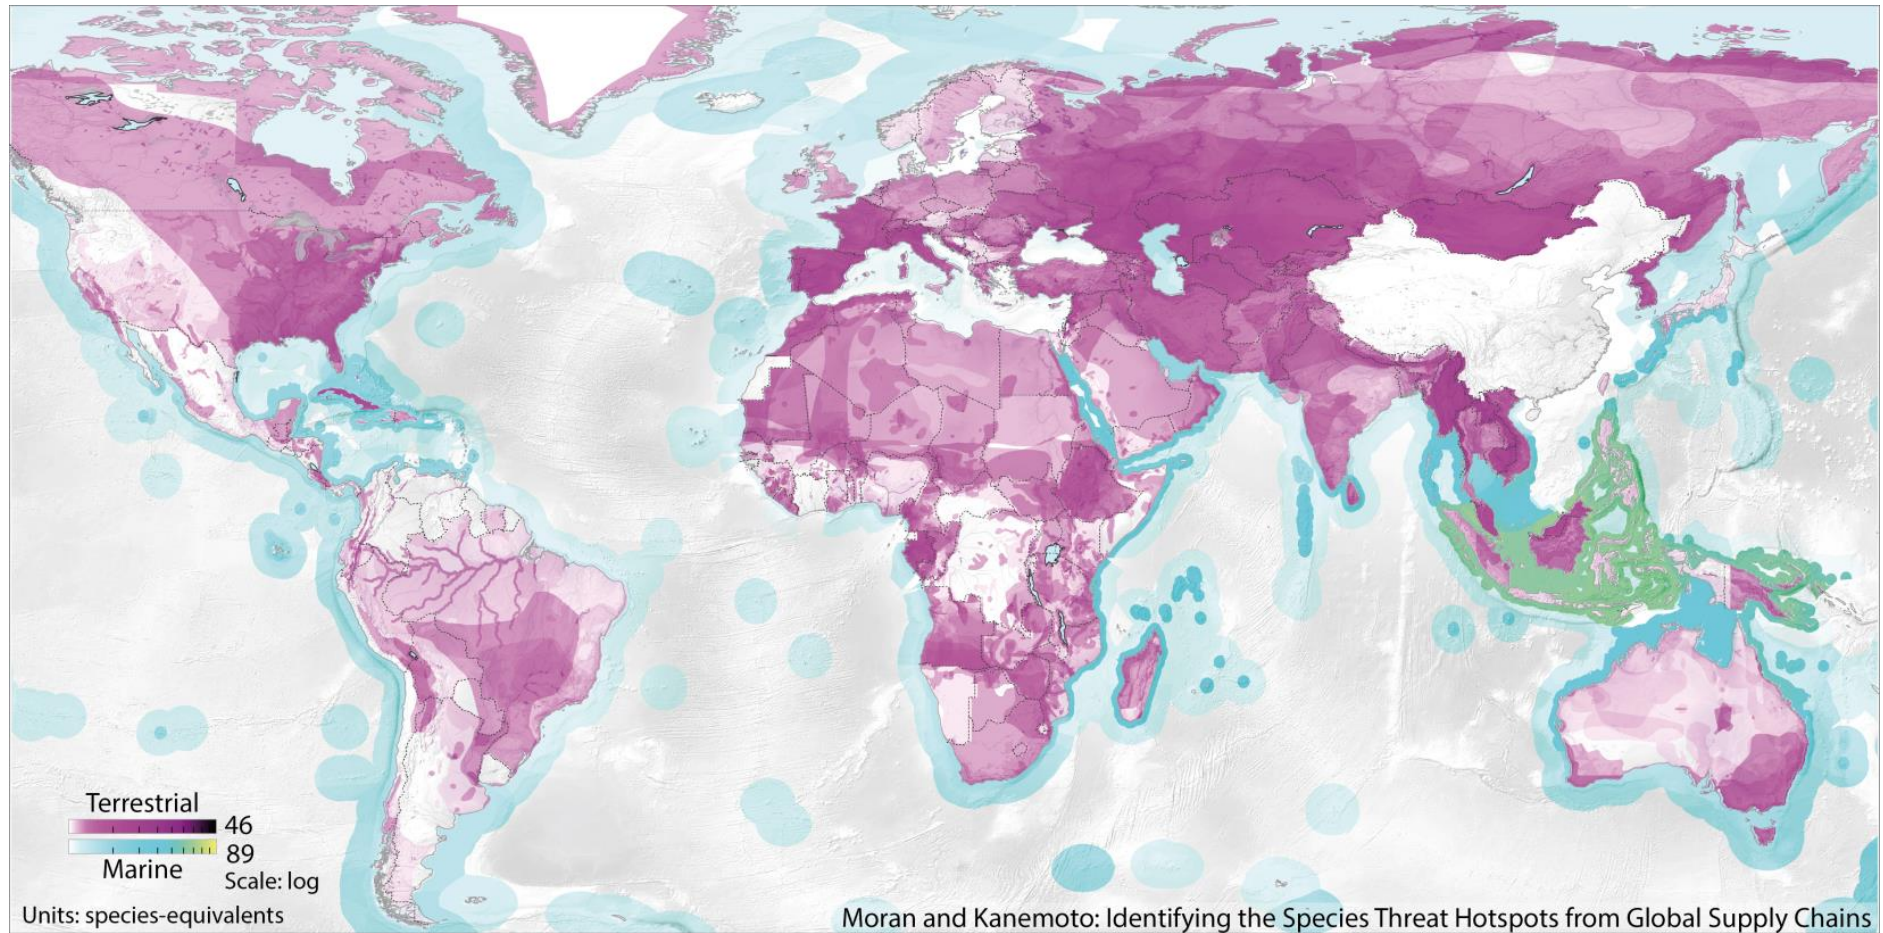 Terrestrial
46
89
Marine
Scale: log
Units: species-equivalents
Moran and Kanemoto: Identifying the Species Threat Hotspots from Global Supply Chains